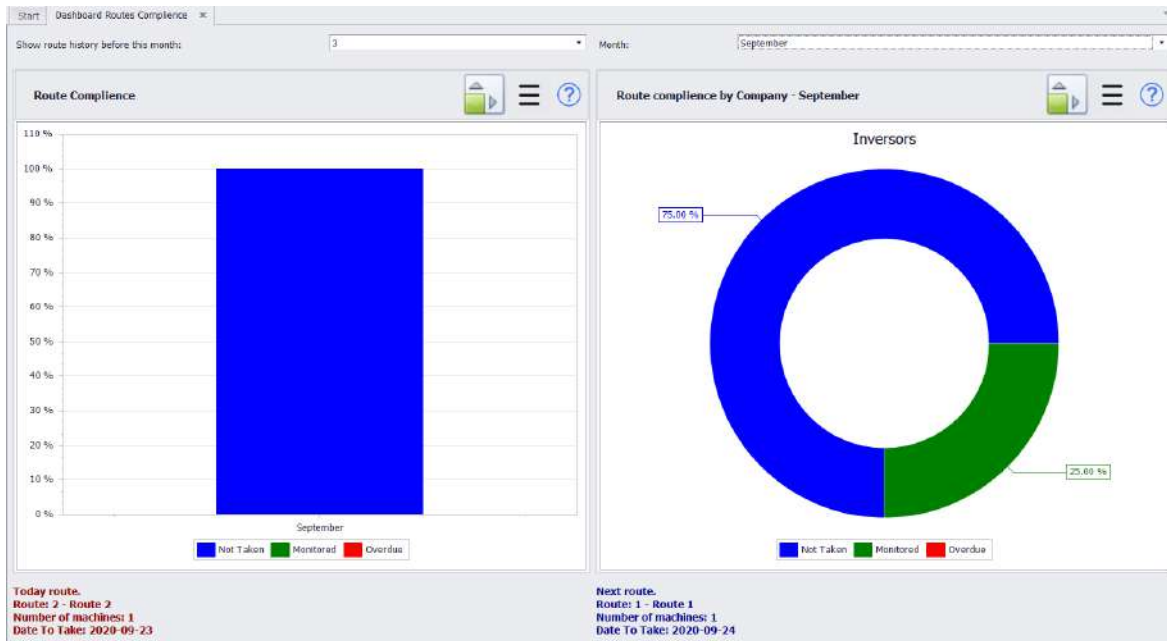 Start
Dashboard Routes Complience ×
Show route history before this month:
3
Month:
September
Route Complience
?
Route complience by Company - September
?
110 %
100 %
90 %
80 %
70 %
60 %
50 %
40 %
30 %
20 %
10 %
0 %
September
Not Taken Monitored Overdue
Inversors
75.00 %
25.00 %
Not Taken Monitored Overdue
Today route.
Route: 2 - Route 2
Number of machines: 1
Date To Take: 2020-09-23
Next route.
Route: 1 - Route 1
Number of machines: 1
Date To Take: 2020-09-24